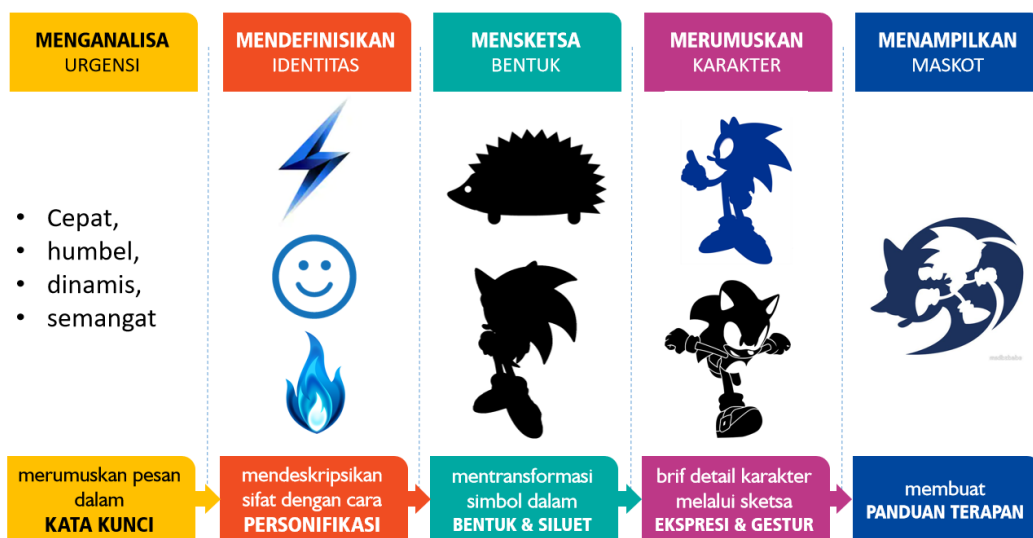 MENGANALISA
URGENSI
MENDEFINISIKAN
IDENTITAS
MENSKETSA
BENTUK
MERUMUSKAN
KARAKTER
MENAMPILKAN
MASKOT
• Cepat,
• humbel,
• dinamis,
• semangat
merumuskan pesan
dalam
KATA KUNCI
mendeskripsikan
sifat dengan cara
PERSONIFIKASI
mentransformasi
simbol dalam
BENTUK & SILUET
brif detail karakter
melalui sketsa
EKSPRESI & GESTUR
membuat
PANDUAN TERAPAN